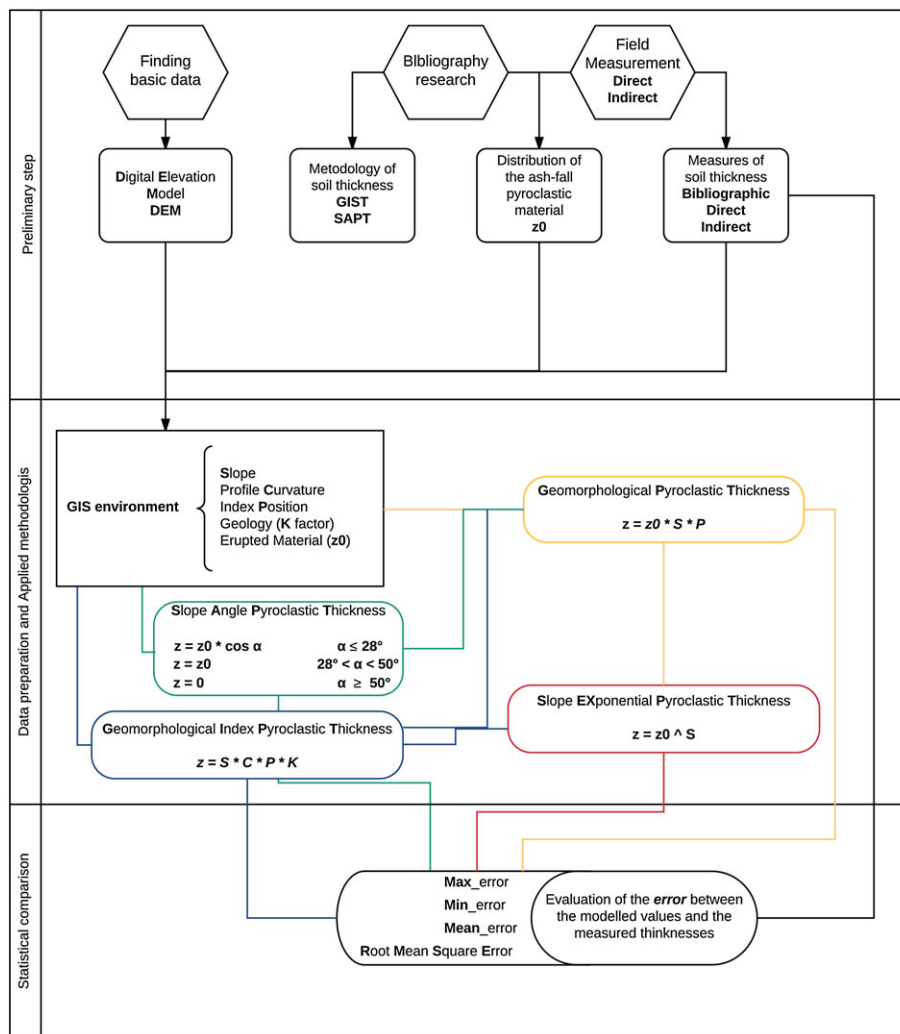 Preliminary step
Finding
basic data
BIbliography
research
Field
Measurement
Direct
Indirect
Digital Elevation
Model
DEM
Metodology of
soil thickness
GIST
SAPT
Distribution of
the ash-fall
pyroclastic
material
z0
Measures of
soil thickness
Bibliographic
Direct
Indirect
Data preparation and Applied methodologis
GIS environment
Slope
Profile Curvature
Index Position
Geology (K factor)
Erupted Material (z0)
Geomorphological Pyroclastic Thickness
z = z0 * S * P
Slope Angle Pyroclastic Thickness
z = z0 * cos α α ≤ 28°
z = z0 28° < α < 50°
z = 0 α ≥ 50°
Geomorphological Index Pyroclastic Thickness
z = S * C * P * K
Slope EXponential Pyroclastic Thickness
z = z0 ^ S
Statistical comparison
Max_error
Min_error
Mean_error
Root Mean Square Error
Evaluation of the error between
the modelled values and the
measured thinknesses